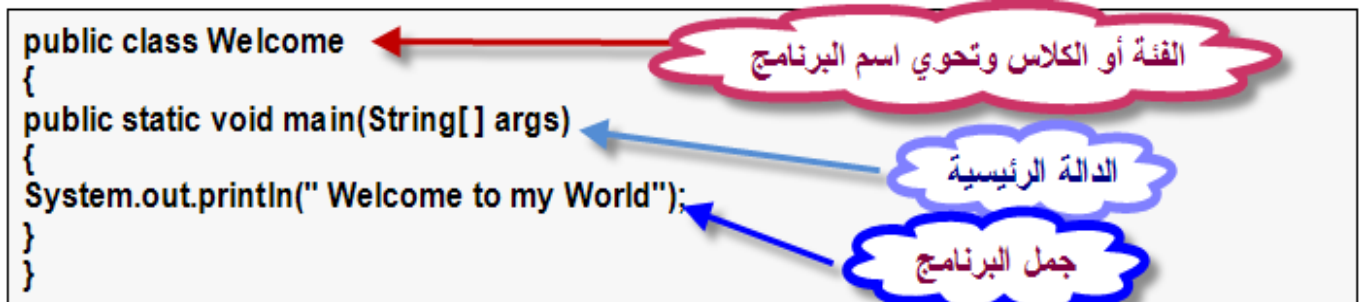 public class Welcome
الفئة أو الكلاس وتحوي اسم البرنامج
{
public static void main(String[ ] args)
{
الدالة الرئيسية
System.out.println(" Welcome to my World");
}
جمل البرنامج
}